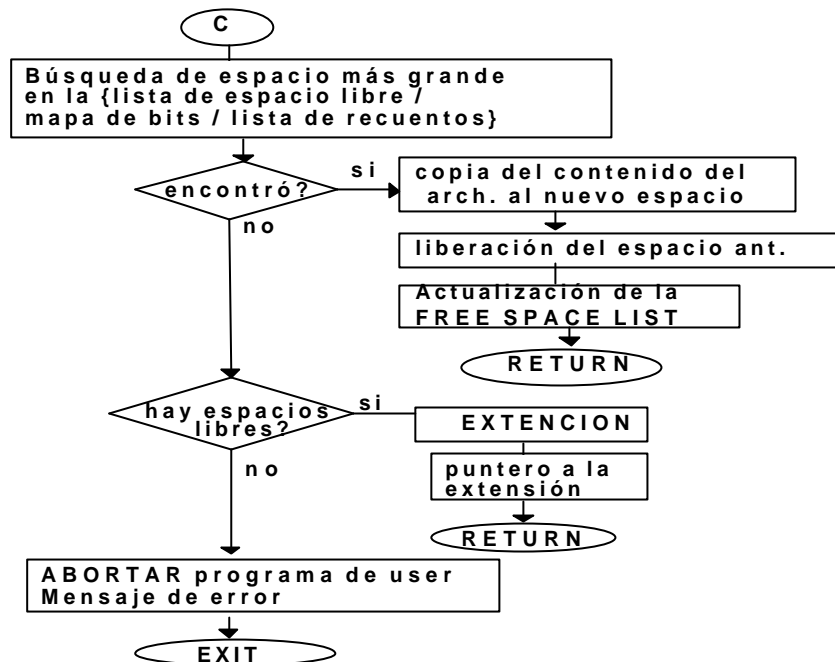 C
Búsqueda de espacio más grande
en la {lista de espacio libre /
mapa de bits / lista de recuentos}
encontró?
si
copia del contenido del
arch. al nuevo espacio
no
liberación del espacio ant.
Actualización de la
FREE SPACE LIST
RETURN
hay espacios
libres?
si
EXTENCION
no
puntero a la
extensión
RETURN
ABORTAR programa de user
Mensaje de error
EXIT